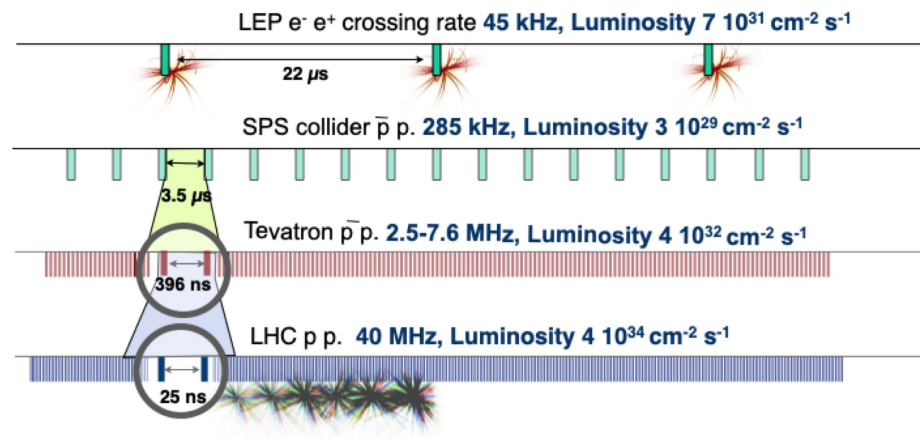 LEP e⁻ e⁺ crossing rate 45 kHz, Luminosity 7 10³¹ cm⁻² s⁻¹
22 µs
SPS collider p̅ p. 285 kHz, Luminosity 3 10²⁹ cm⁻² s⁻¹
3.5 µs
Tevatron p̅ p. 2.5-7.6 MHz, Luminosity 4 10³² cm⁻² s⁻¹
396 ns
LHC p p. 40 MHz, Luminosity 4 10³⁴ cm⁻² s⁻¹
25 ns